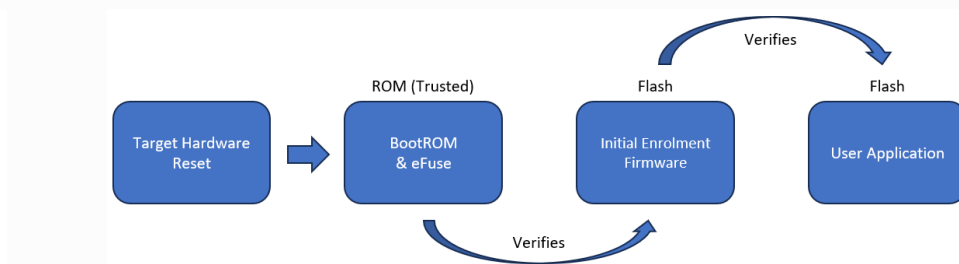 Verifies
ROM (Trusted)
Flash
Flash
Target Hardware
Reset
BootROM
& eFuse
Initial Enrolment
Firmware
User Application
Verifies